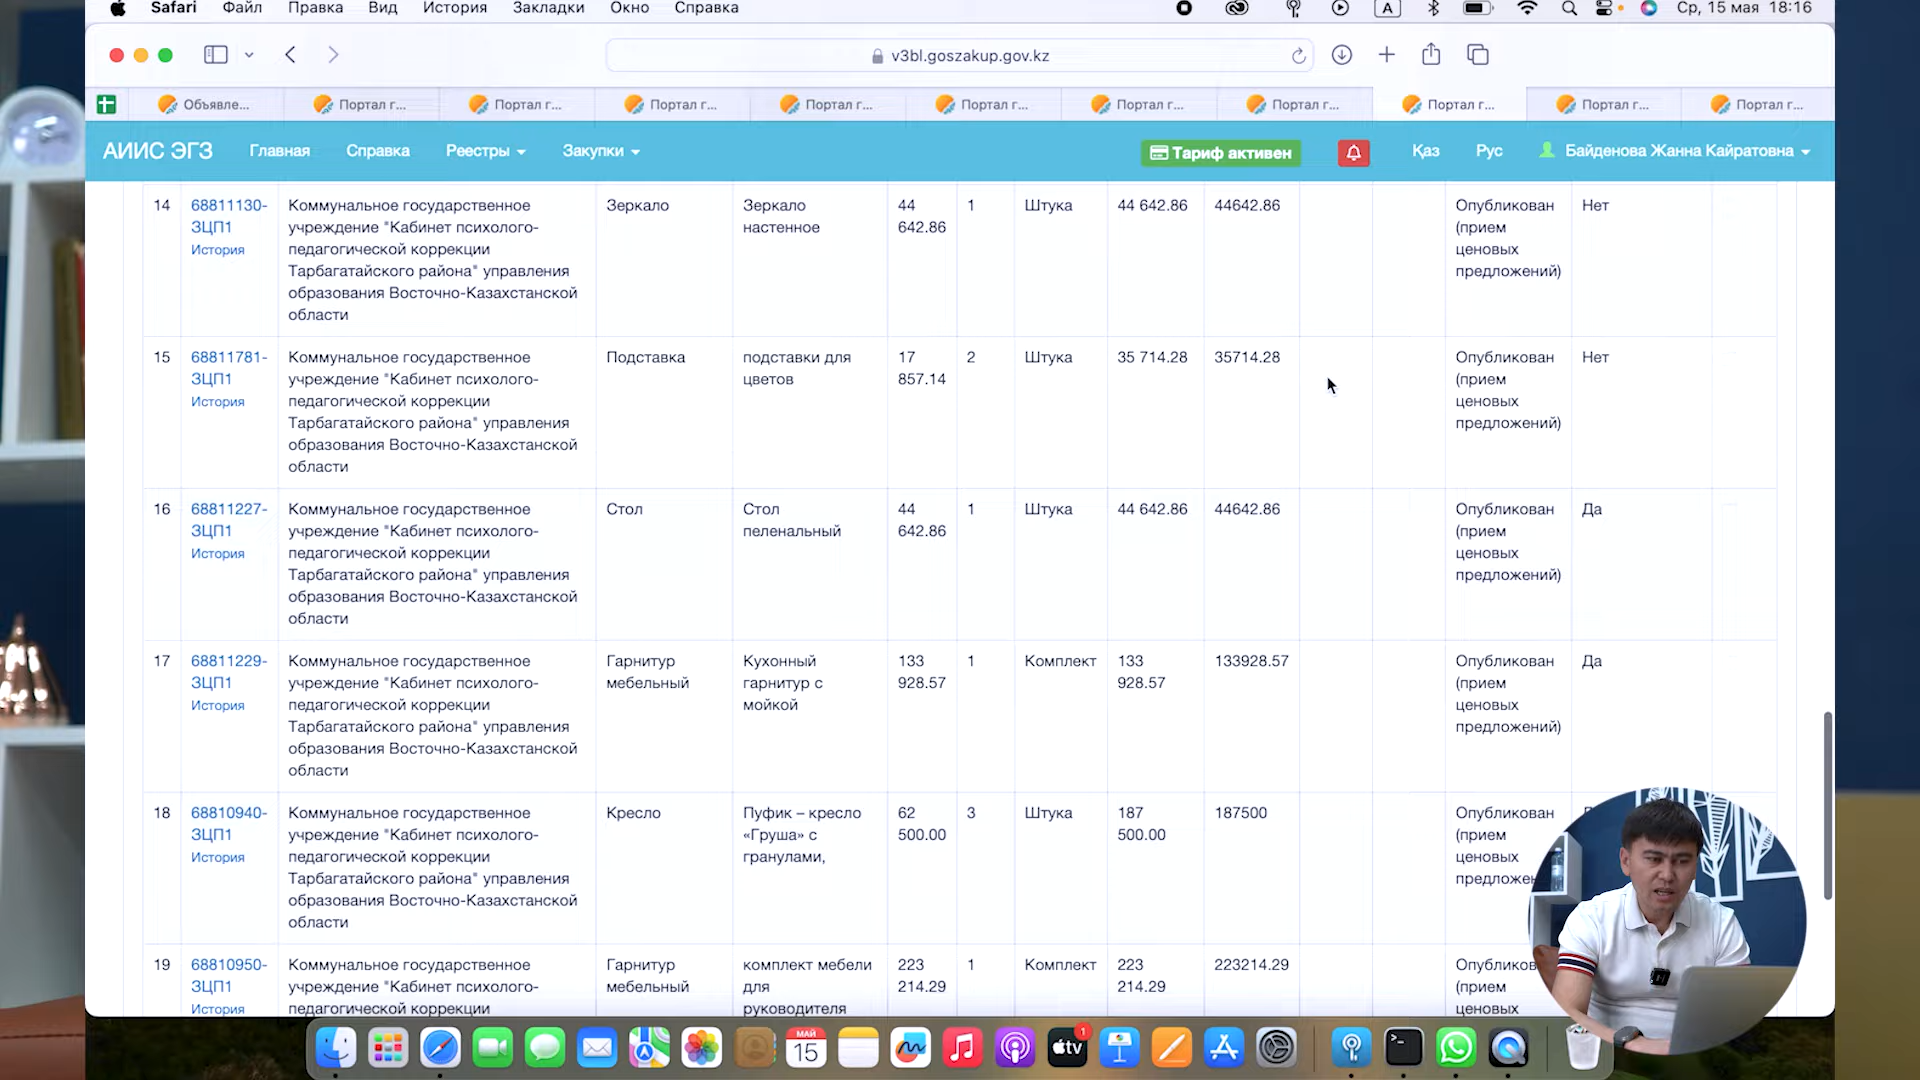 Safari Файл Правка Вид История Закладки Окно Справка A Ср, 15 мая 18:16
v3bl.goszakup.gov.kz
Объявле... Портал г... Портал г... Портал г... Портал г... Портал г... Портал г... Портал г... Портал г... Портал г... Портал г...
АИИС ЭГЗ Главная Справка Реестры Закупки Тариф активен Қаз Рус Байденова Жанна Кайратовна
14 68811130- Коммунальное государственное Зеркало Зеркало 44 1 Штука 44 642.86 44642.86 Опубликован Нет
ЗЦП1 учреждение "Кабинет психолого- настенное 642.86 (прием
История педагогической коррекции ценовых
Тарбагатайского района" управления предложений)
образования Восточно-Казахстанской
области
15 68811781- Коммунальное государственное Подставка подставки для 17 2 Штука 35 714.28 35714.28 Опубликован Нет
ЗЦП1 учреждение "Кабинет психолого- цветов 857.14 (прием
История педагогической коррекции ценовых
Тарбагатайского района" управления предложений)
образования Восточно-Казахстанской
области
16 68811227- Коммунальное государственное Стол Стол 44 1 Штука 44 642.86 44642.86 Опубликован Да
ЗЦП1 учреждение "Кабинет психолого- пеленальный 642.86 (прием
История педагогической коррекции ценовых
Тарбагатайского района" управления предложений)
образования Восточно-Казахстанской
области
17 68811229- Коммунальное государственное Гарнитур Кухонный 133 1 Комплект 133 133928.57 Опубликован Да
ЗЦП1 учреждение "Кабинет психолого- мебельный гарнитур с 928.57 928.57 (прием
История педагогической коррекции мойкой ценовых
Тарбагатайского района" управления предложений)
образования Восточно-Казахстанской
области
18 68810940- Коммунальное государственное Кресло Пуфик – кресло 62 3 Штука 187 187500 Опубликован
ЗЦП1 учреждение "Кабинет психолого- «Груша» с 500.00 500.00 (прием
История педагогической коррекции гранулами, ценовых
Тарбагатайского района" управления предложе
образования Восточно-Казахстанской
области
19 68810950- Коммунальное государственное Гарнитур комплект мебели 223 1 Комплект 223 223214.29 Опубликов
ЗЦП1 учреждение "Кабинет психолого- мебельный для 214.29 214.29 (прием
История педагогической коррекции руководителя ценовых
МАЙ
15
tv
1